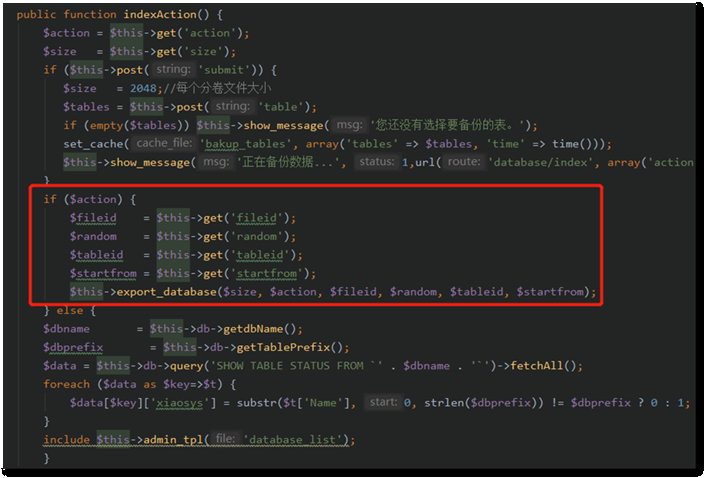 public function indexAction() {
$action = $this->get('action');
$size = $this->get('size');
if ($this->post( string: 'submit')) {
$size = 2048;//每个分卷文件大小
$tables = $this->post( string: 'table');
if (empty($tables)) $this->show_message( msg: '您还没有选择要备份的表。');
set_cache( cache_file: 'bakup_tables', array('tables' => $tables, 'time' => time()));
$this->show_message( msg: '正在备份数据...', status: 1,url( route: 'database/index', array('action
}
if ($action) {
$fileid = $this->get('fileid');
$random = $this->get('random');
$tableid = $this->get('tableid');
$startfrom = $this->get('startfrom');
$this->export_database($size, $action, $fileid, $random, $tableid, $startfrom);
} else {
$dbname = $this->db->getdbName();
$dbprefix = $this->db->getTablePrefix();
$data = $this->db->query('SHOW TABLE STATUS FROM `' . $dbname . '`')->fetchAll();
foreach ($data as $key=>$t) {
$data[$key]['xiaosys'] = substr($t['Name'], start: 0, strlen($dbprefix)) != $dbprefix ? 0 : 1;
}
include $this->admin_tpl( file: 'database_list');
}